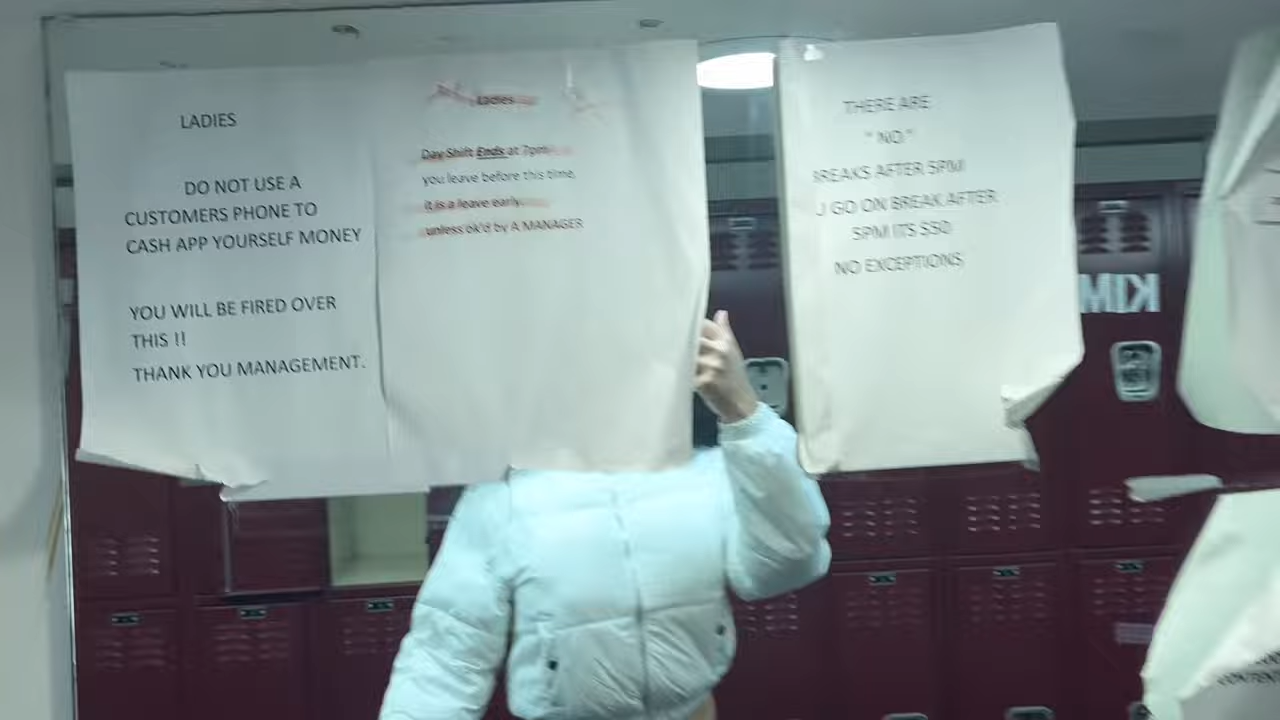 LADIES
DO NOT USE A
CUSTOMERS PHONE TO
CASH APP YOURSELF MONEY
YOU WILL BE FIRED OVER
THIS !!
THANK YOU MANAGEMENT.
Ladies
Day Shift Ends at 7pm
you leave before this time,
it is a leave early.
unless ok'd by A MANAGER
THERE ARE
" NO "
BREAKS AFTER 5PM
U GO ON BREAK AFTER
5PM ITS $50
NO EXCEPTIONS
KIM